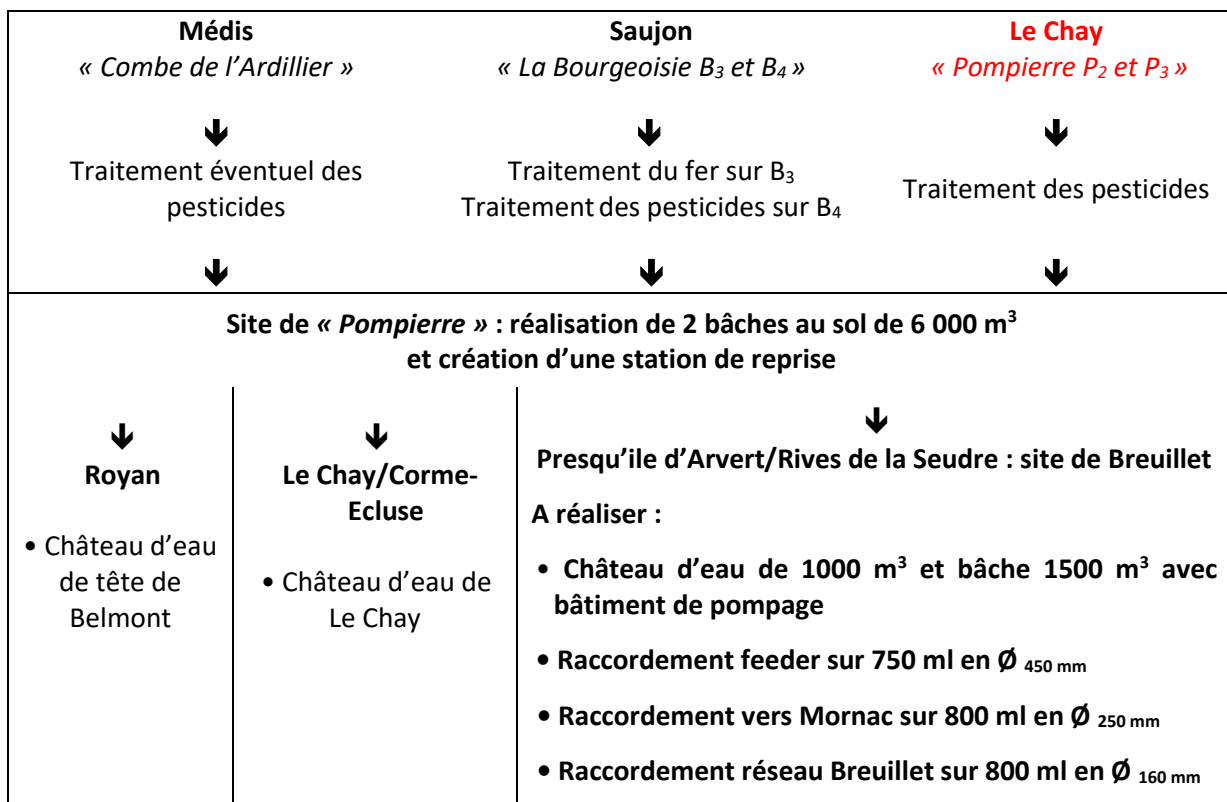 Médis
« Combe de l’Ardillier »
Traitement éventuel des
pesticides
Saujon
« La Bourgeoisie B3 et B4 »
Traitement du fer sur B3
Traitement des pesticides sur B4
Le Chay
« Pompierre P2 et P3 »
Traitement des pesticides
Site de « Pompierre » : réalisation de 2 bâches au sol de 6 000 m3
et création d’une station de reprise
Royan
• Château d’eau
de tête de
Belmont
Le Chay/Corme-
Ecluse
• Château d’eau de
Le Chay
Presqu’ile d’Arvert/Rives de la Seudre : site de Breuillet
A réaliser :
• Château d’eau de 1000 m3 et bâche 1500 m3 avec
bâtiment de pompage
• Raccordement feeder sur 750 ml en Ø 450 mm
• Raccordement vers Mornac sur 800 ml en Ø 250 mm
• Raccordement réseau Breuillet sur 800 ml en Ø 160 mm